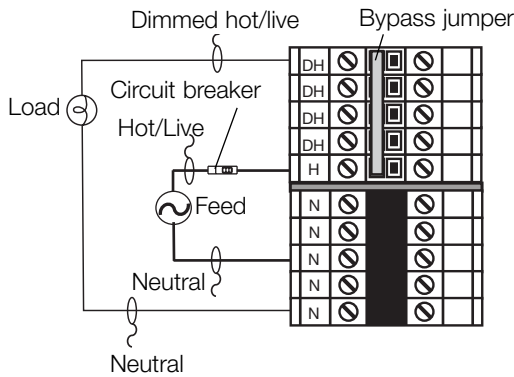 Dimmed hot/live
Bypass jumper
Circuit breaker
Load
Hot/Live
Feed
Neutral
Neutral
DH
DH
DH
DH
H
N
N
N
N
N